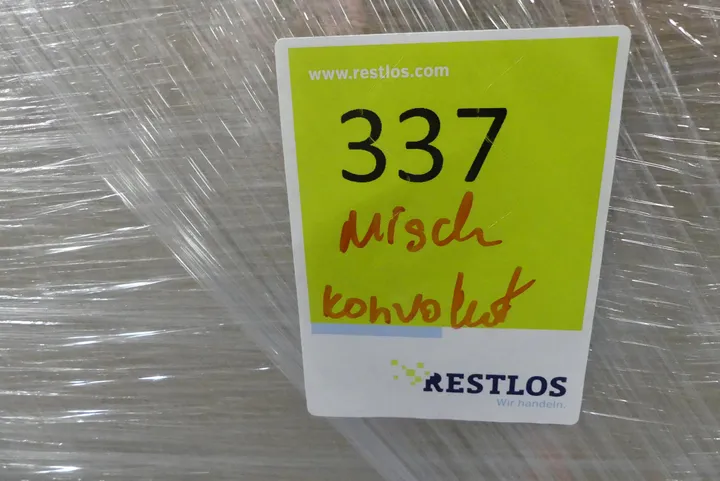 www.restlos.com
337
Misch
konvolut
RESTLOS
Wir handeln.